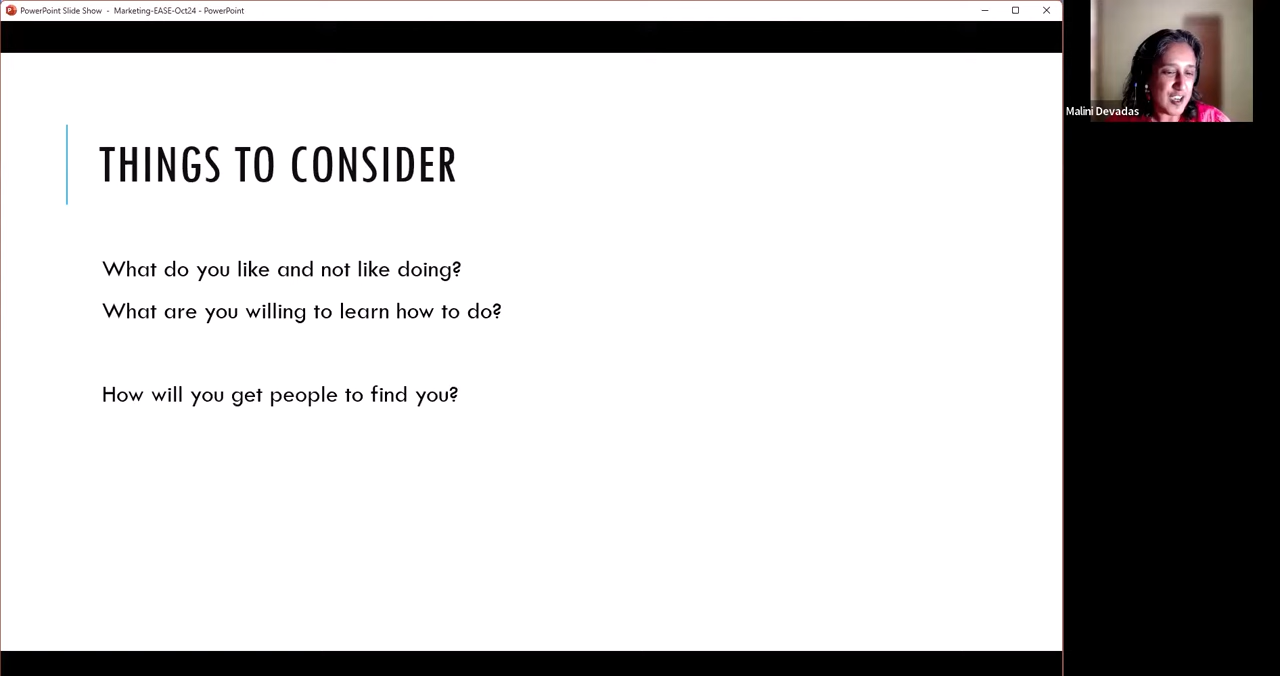 PowerPoint Slide Show - Marketing-EASE-Oct24 - PowerPoint
Malini Devadas
THINGS TO CONSIDER
What do you like and not like doing?
What are you willing to learn how to do?
How will you get people to find you?